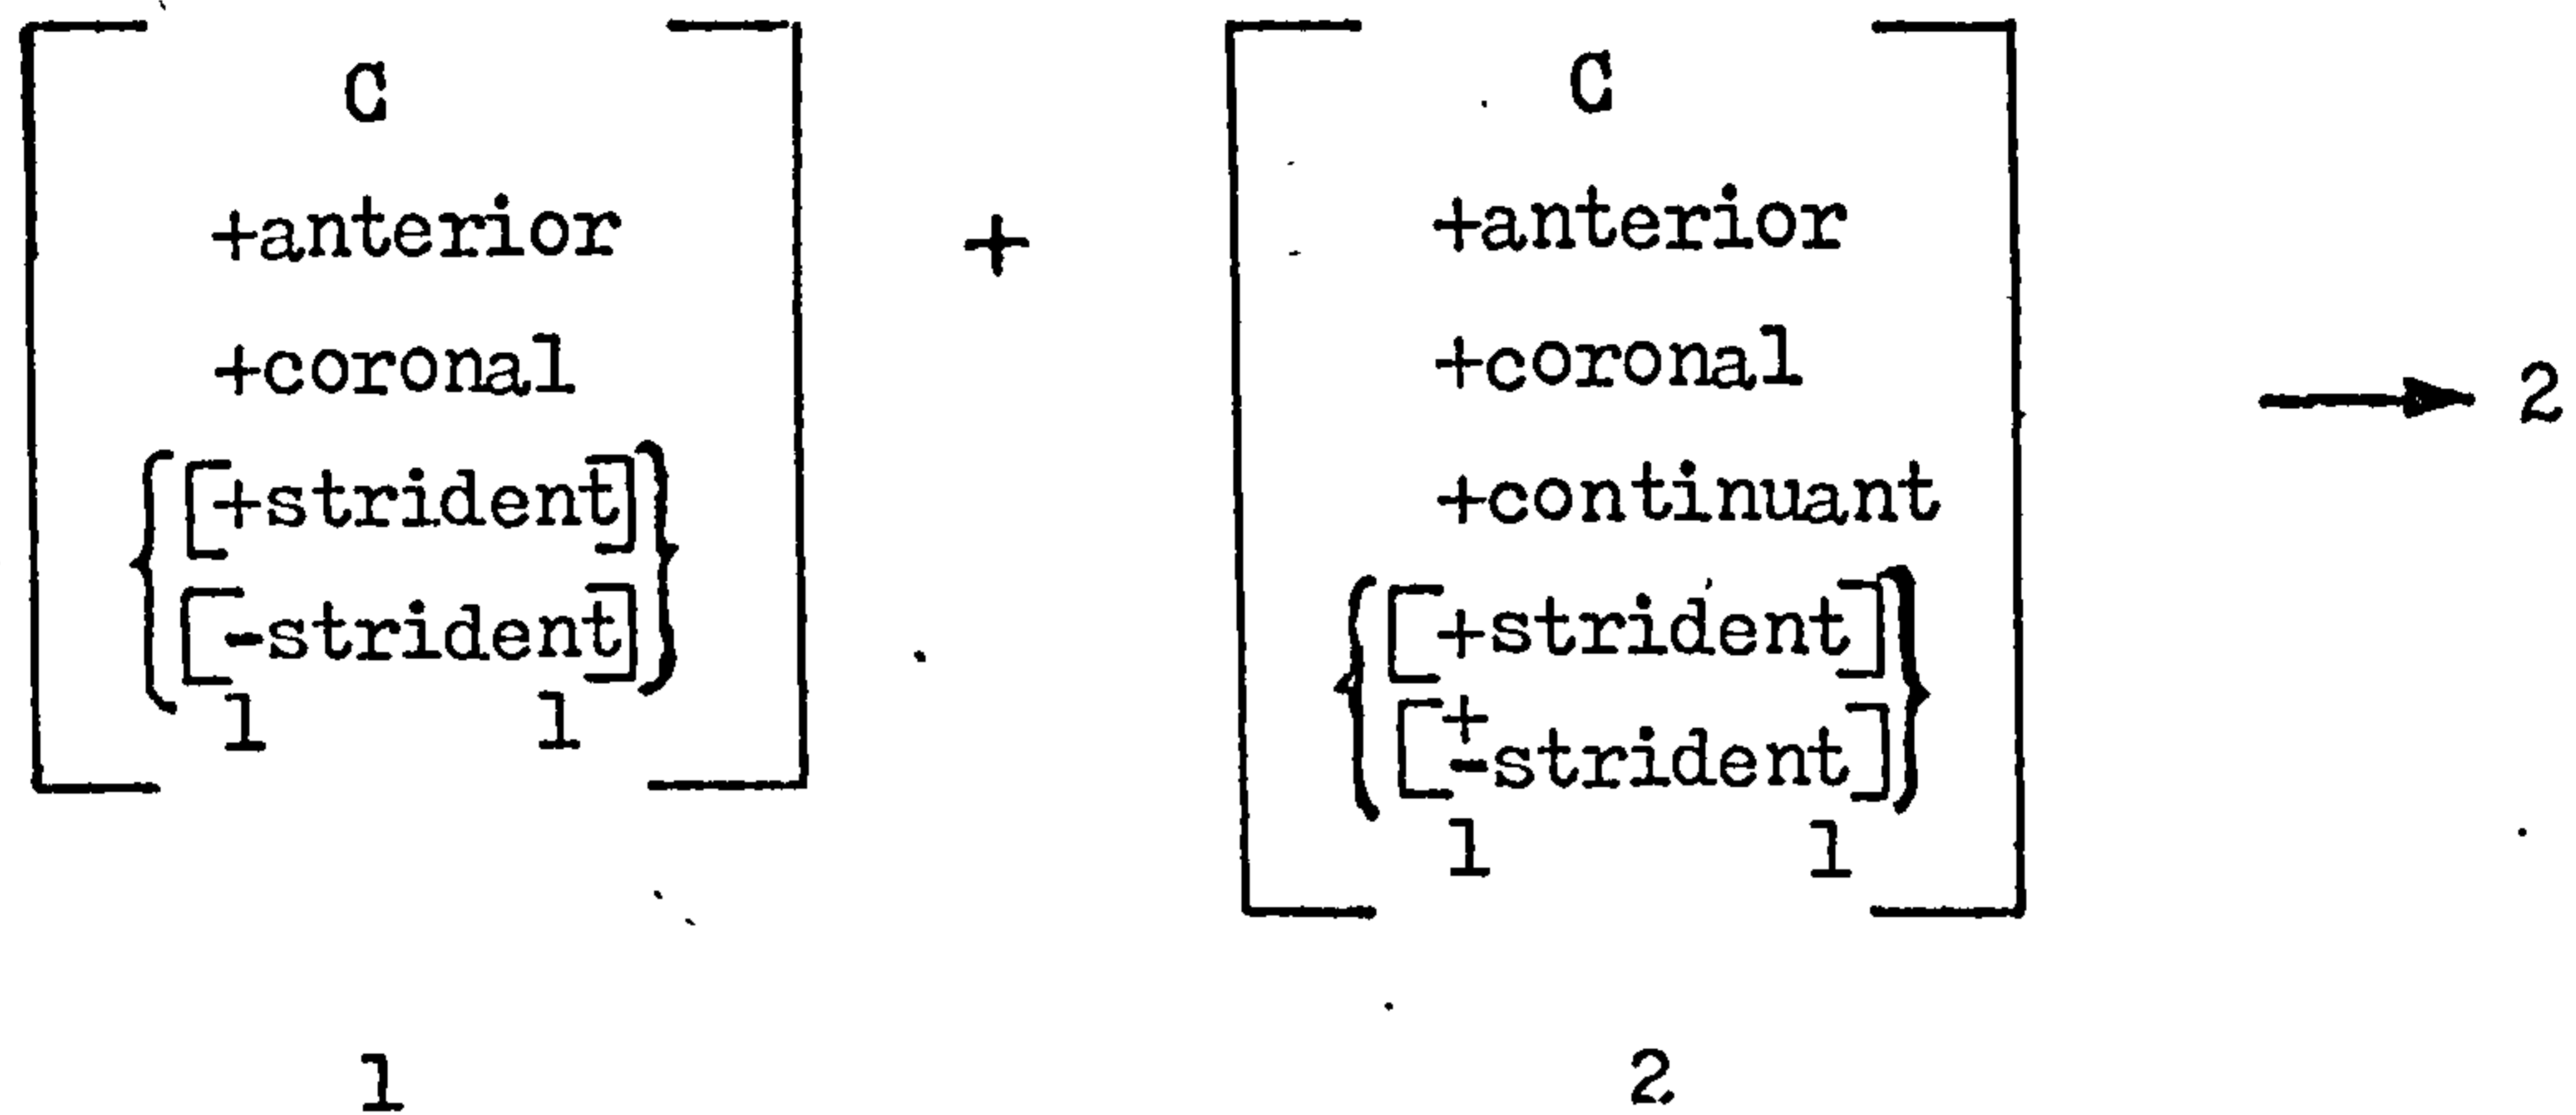 C
+anterior
+coronal
{[+strident]
[-strident]}
1 1
1
+
C
+anterior
+coronal
+continuant
{[+strident]
[±strident]}
1 1
2
→ 2